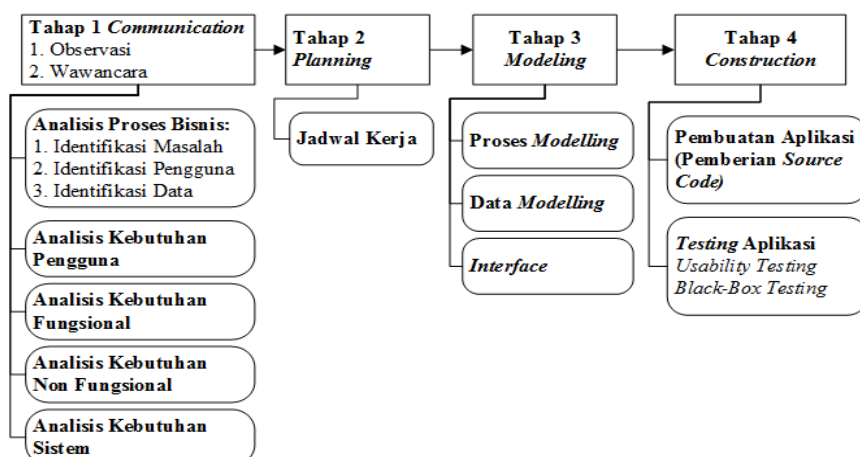 Tahap 1 Communication
1. Observasi
2. Wawancara
Analisis Proses Bisnis:
1. Identifikasi Masalah
2. Identifikasi Pengguna
3. Identifikasi Data
Analisis Kebutuhan
Pengguna
Analisis Kebutuhan
Fungsional
Analisis Kebutuhan
Non Fungsional
Analisis Kebutuhan
Sistem
Tahap 2
Planning
Jadwal Kerja
Tahap 3
Modeling
Proses Modelling
Data Modelling
Interface
Tahap 4
Construction
Pembuatan Aplikasi
(Pemberian Source
Code)
Testing Aplikasi
Usability Testing
Black-Box Testing